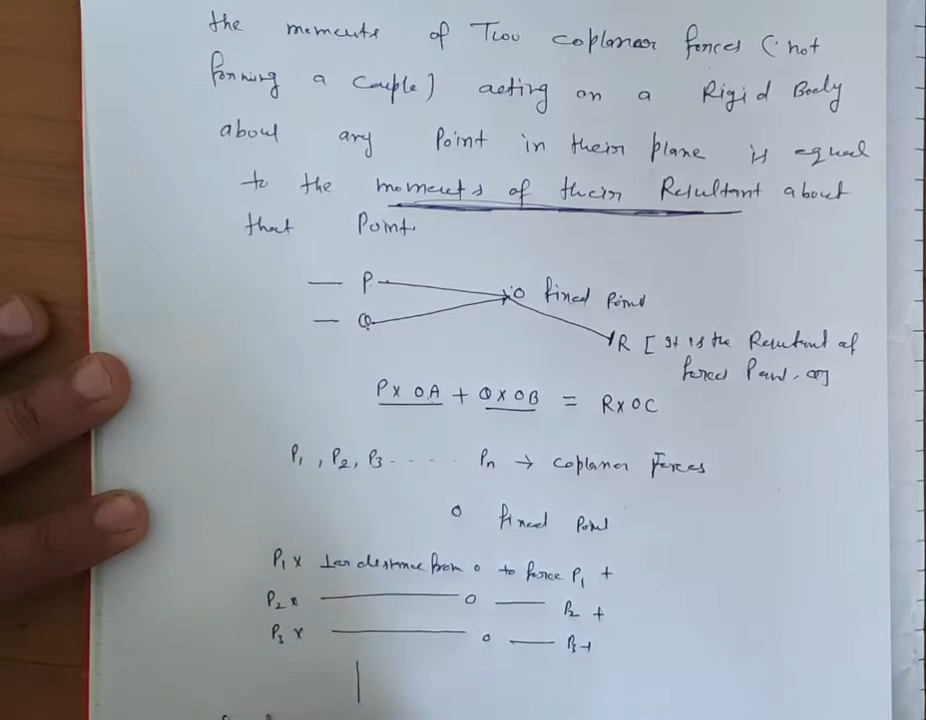 the moments of Two coplanar forces (not
forming a couple) acting on a Rigid Body
about any Point in their plane is equal
to the moments of their Resultant about
that Point.
— P O fixed Point
— Q
R [It is the Resultant of
forces P and Q]
P x OA + Q x OB = R x OC
P1, P2, P3 ..... Pn → coplaner Forces
O fixed Point
P1 x ⊥ar distance from O to force P1 +
P2 x —— O —— P2 +
P3 x —— O —— P3 +